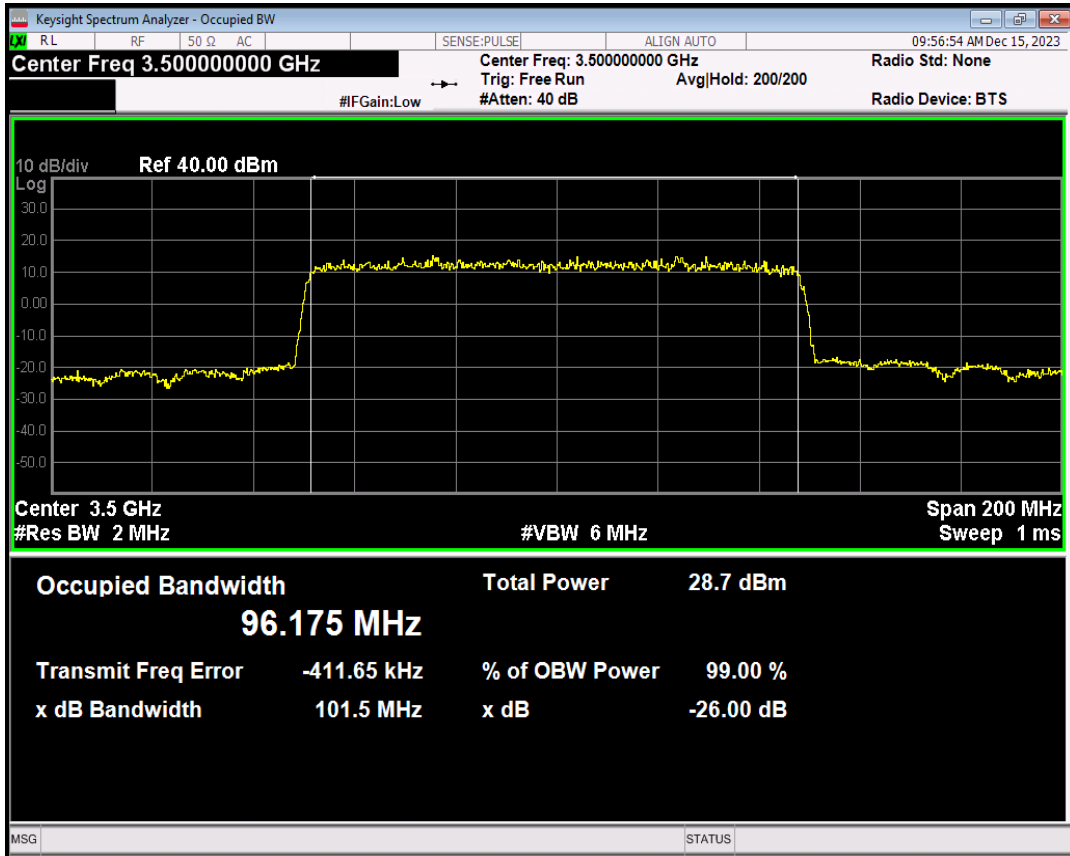 Keysight Spectrum Analyzer - Occupied BW
LXI RL RF 50 Ω AC SENSE:PULSE ALIGN AUTO 09:56:54 AM Dec 15, 2023
Center Freq 3.500000000 GHz Center Freq: 3.500000000 GHz Radio Std: None
Trig: Free Run Avg|Hold: 200/200
#IFGain:Low #Atten: 40 dB Radio Device: BTS
10 dB/div Ref 40.00 dBm
Log
30.0
20.0
10.0
0.00
-10.0
-20.0
-30.0
-40.0
-50.0
Center 3.5 GHz Span 200 MHz
#Res BW 2 MHz #VBW 6 MHz Sweep 1 ms
Occupied Bandwidth Total Power 28.7 dBm
96.175 MHz
Transmit Freq Error -411.65 kHz % of OBW Power 99.00 %
x dB Bandwidth 101.5 MHz x dB -26.00 dB
MSG STATUS